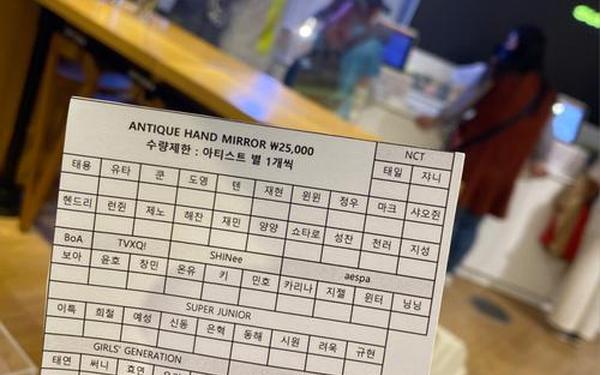 ANTIQUE HAND MIRROR ₩25,000
수량제한 : 아티스트 별 1개씩
NCT
태일 쟈니
태용 유타 쿤 도영 텐 재현 윈윈 정우 마크 샤오쥔
헨드리 런쥔 제노 해찬 재민 양양 쇼타로 성찬 천러 지성
BoA TVXQ! SHINee aespa
보아 윤호 창민 온유 키 민호 카리나 지젤 윈터 닝닝
SUPER JUNIOR
이특 희철 예성 신동 은혁 동해 시원 려욱 규현
GIRLS' GENERATION
태연 써니 효연